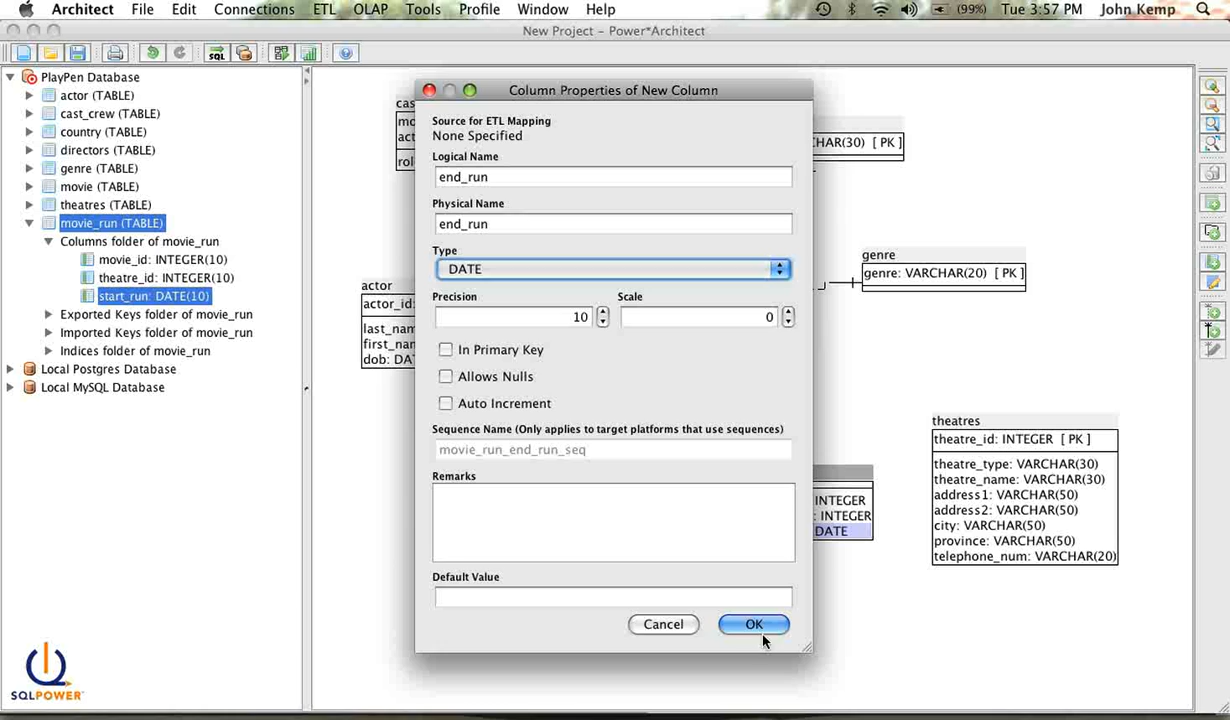 Architect File Edit Connections ETL OLAP Tools Profile Window Help (99%) Tue 3:57 PM John Kemp
New Project - Power*Architect
SQL
PlayPen Database
actor (TABLE)
cast_crew (TABLE)
country (TABLE)
directors (TABLE)
genre (TABLE)
movie (TABLE)
theatres (TABLE)
movie_run (TABLE)
Columns folder of movie_run
movie_id: INTEGER(10)
theatre_id: INTEGER(10)
start_run: DATE(10)
Exported Keys folder of movie_run
Imported Keys folder of movie_run
Indices folder of movie_run
Local Postgres Database
Local MySQL Database
SQLPOWER
cas
mo
act
rol
actor
actor_id:
last_nam
first_nam
dob: DAT
Column Properties of New Column
Source for ETL Mapping
None Specified
Logical Name
end_run
Physical Name
end_run
Type
DATE
Precision Scale
10 0
In Primary Key
Allows Nulls
Auto Increment
Sequence Name (Only applies to target platforms that use sequences)
movie_run_end_run_seq
Remarks
Default Value
Cancel OK
HAR(30) [ PK ]
genre
genre: VARCHAR(20) [ PK ]
INTEGER
: INTEGER
DATE
theatres
theatre_id: INTEGER [ PK ]
theatre_type: VARCHAR(30)
theatre_name: VARCHAR(30)
address1: VARCHAR(50)
address2: VARCHAR(50)
city: VARCHAR(50)
province: VARCHAR(50)
telephone_num: VARCHAR(20)